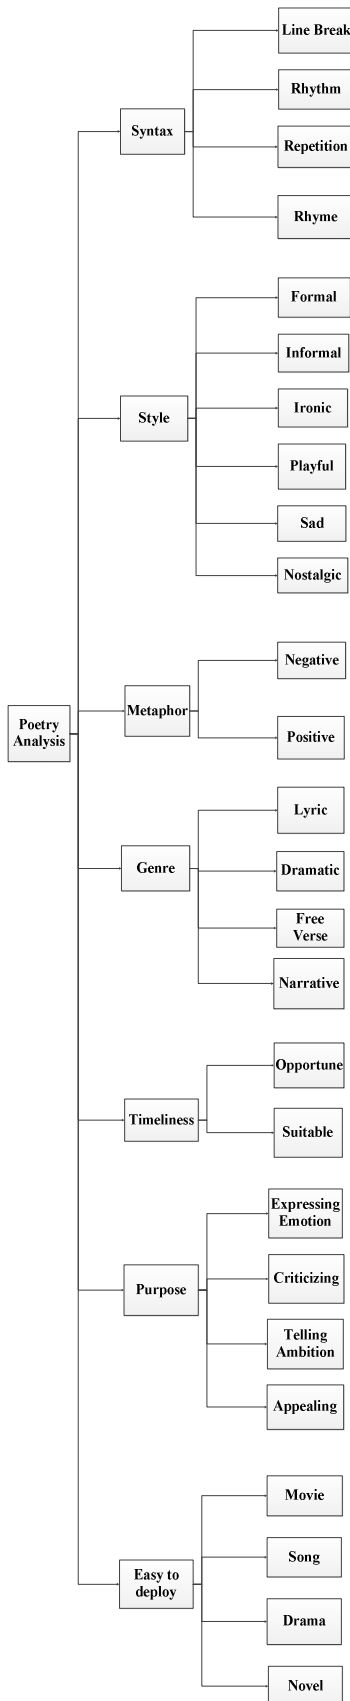 Line Break
Rhythm
Syntax
Repetition
Rhyme
Formal
Informal
Ironic
Style
Playful
Sad
Nostalgic
Negative
Metaphor
Poetry
Analysis
Positive
Lyric
Genre
Dramatic
Free
Verse
Narrative
Opportune
Timeliness
Suitable
Expressing
Emotion
Criticizing
Purpose
Telling
Ambition
Appealing
Movie
Song
Easy to
deploy
Drama
Novel